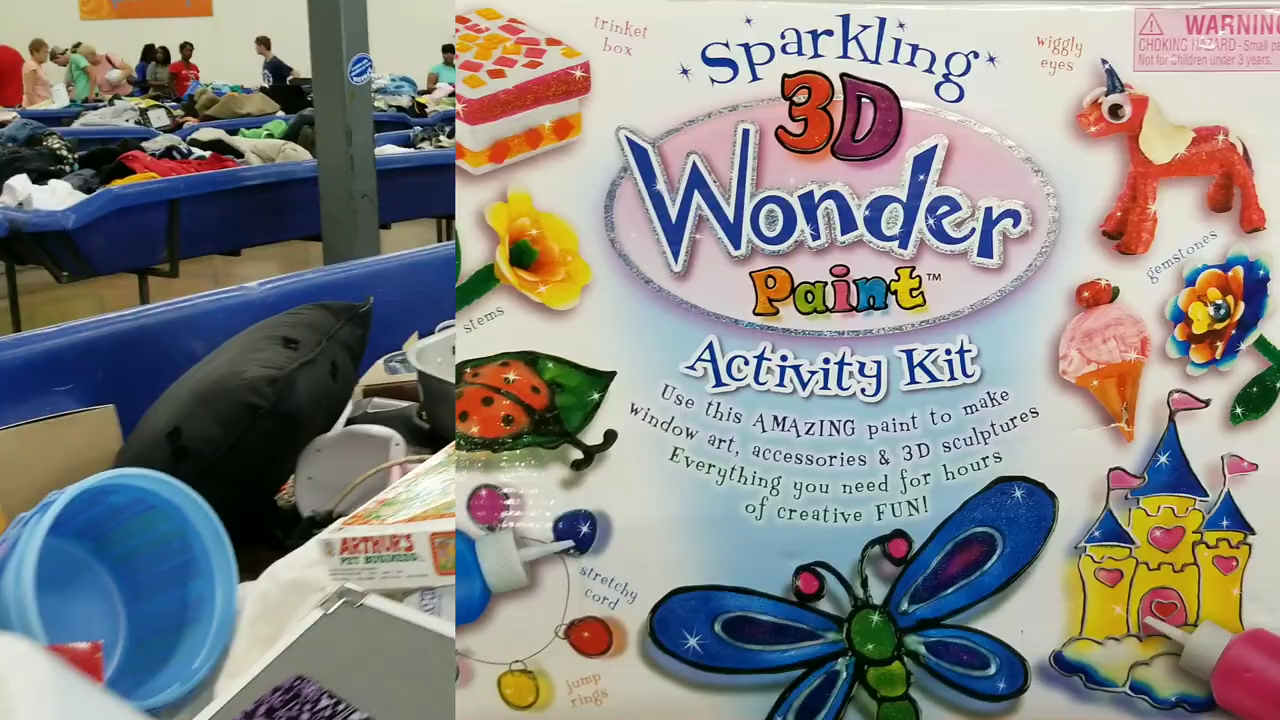 ARTHUR'S
PET BUSINESS
trinket
box
Sparkling
3D
Wonder
Paint™
Activity Kit
Use this AMAZING paint to make
window art, accessories & 3D sculptures
Everything you need for hours
of creative FUN!
wiggly
eyes
WARNING
CHOKING HAZARD - Small p
Not for Children under 3 years.
gemstones
stems
stretchy
cord
jump
rings